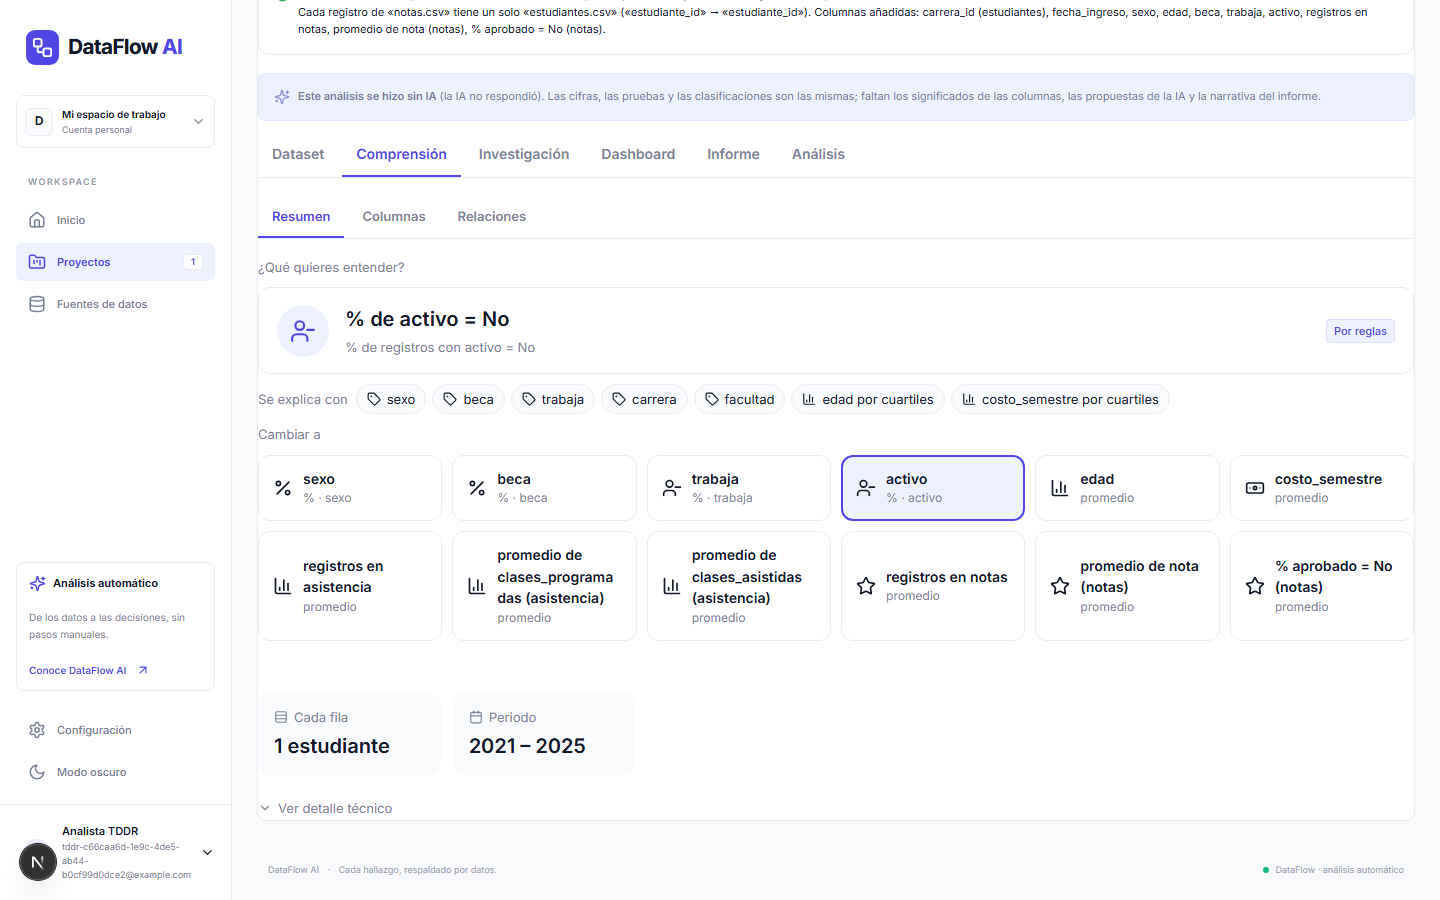 Cada registro de «notas.csv» tiene un solo «estudiantes.csv» («estudiante_id» → «estudiante_id»). Columnas añadidas: carrera_id (estudiantes), fecha_ingreso, sexo, edad, beca, trabaja, activo, registros en
notas, promedio de nota (notas), % aprobado = No (notas).
DataFlow AI
D
Mi espacio de trabajo
Cuenta personal
WORKSPACE
Inicio
Proyectos
1
Fuentes de datos
Análisis automático
De los datos a las decisiones, sin
pasos manuales.
Conoce DataFlow AI
Configuración
Modo oscuro
Analista TDDR
tddr-c66caa6d-1e9c-4de5-
ab44-
b0cf99d0dce2@example.com
N
Este análisis se hizo sin IA (la IA no respondió). Las cifras, las pruebas y las clasificaciones son las mismas; faltan los significados de las columnas, las propuestas de la IA y la narrativa del informe.
Dataset
Comprensión
Investigación
Dashboard
Informe
Análisis
Resumen
Columnas
Relaciones
¿Qué quieres entender?
% de activo = No
% de registros con activo = No
Por reglas
Se explica con
sexo
beca
trabaja
carrera
facultad
edad por cuartiles
costo_semestre por cuartiles
Cambiar a
sexo
% · sexo
beca
% · beca
trabaja
% · trabaja
activo
% · activo
edad
promedio
costo_semestre
promedio
registros en
asistencia
promedio
promedio de
clases_programa
das (asistencia)
promedio
promedio de
clases_asistidas
(asistencia)
promedio
registros en notas
promedio
promedio de nota
(notas)
promedio
% aprobado = No
(notas)
promedio
Cada fila
1 estudiante
Periodo
2021 – 2025
Ver detalle técnico
DataFlow AI · Cada hallazgo, respaldado por datos.
DataFlow · análisis automático